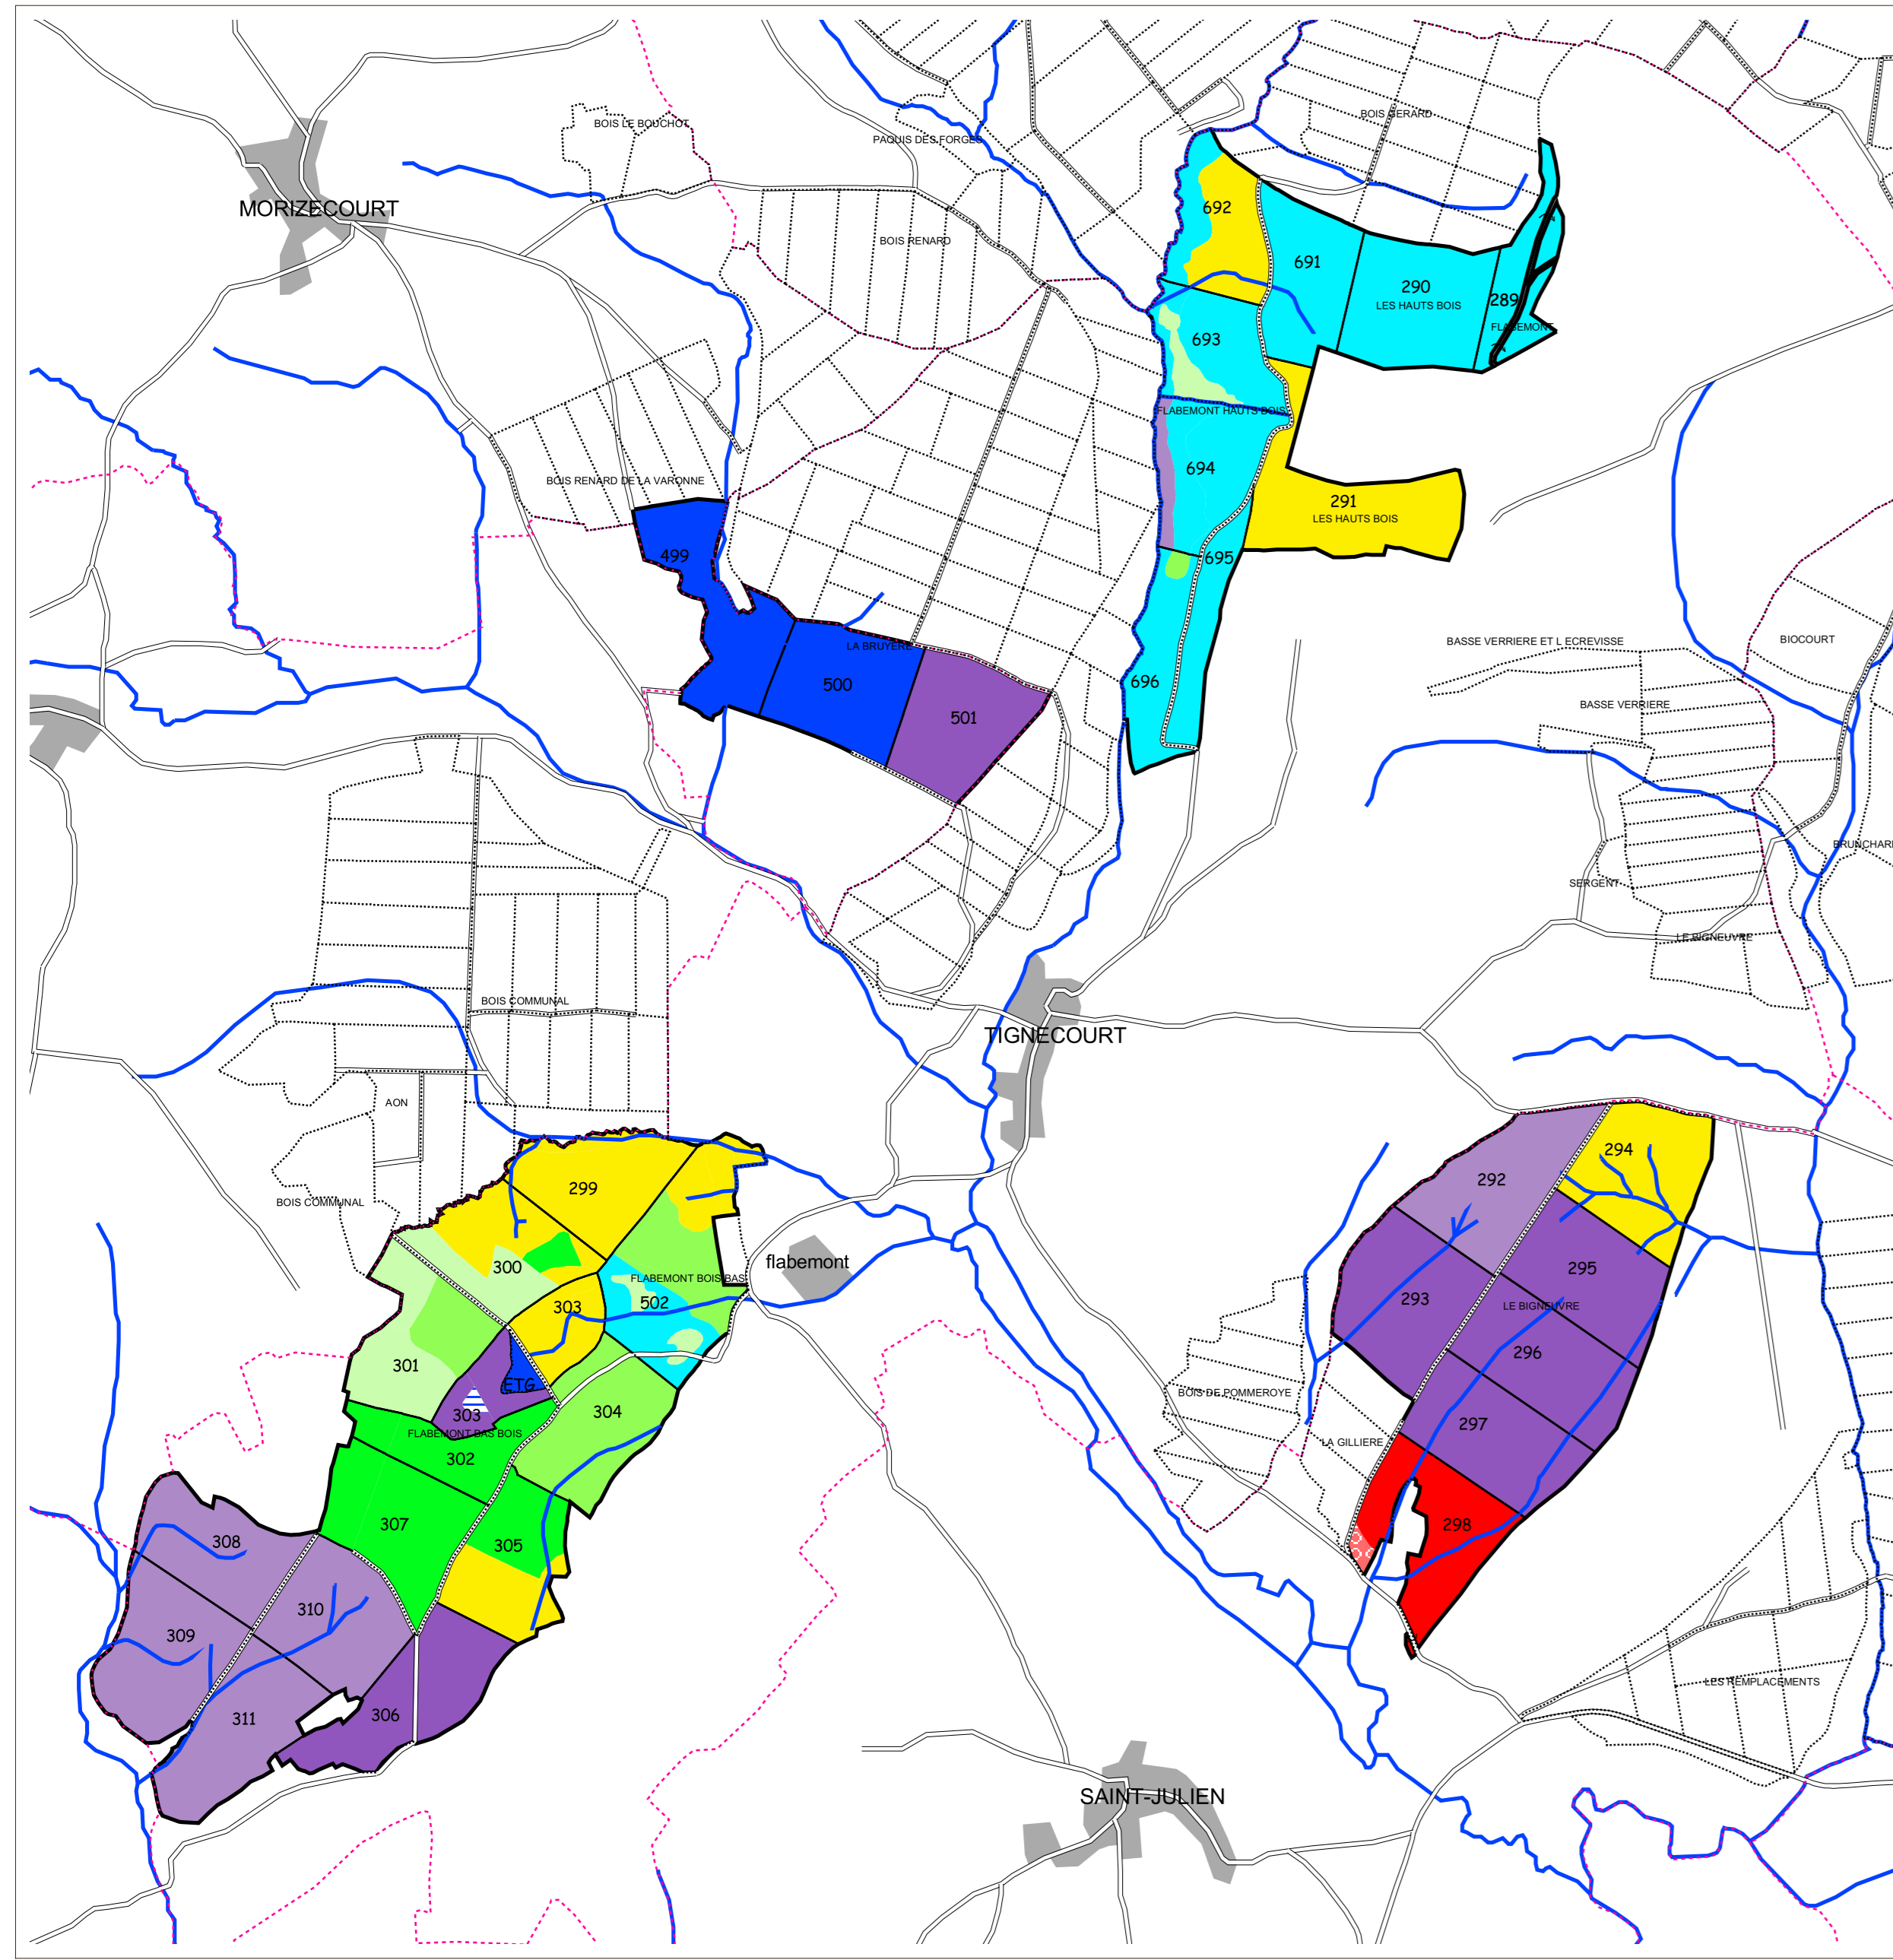 BOIS GERARD
BOIS LE BOUCHOT
PAQUIS DES FORGES
MORIZECOURT
692
BOIS RENARD
691
290
LES HAUTS BOIS
289
FLABEMONT
693
FLABEMONT HAUTS BOIS
694
BOIS RENARD DE LA VARONNE
291
LES HAUTS BOIS
499
695
BASSE VERRIERE ET L ECREVISSE
BIOCOURT
LA BRUYERE
500
696
501
BASSE VERRIERE
BRUNCHARI
SERGENT
LE BIGNEUVRE
BOIS COMMUNAL
TIGNECOURT
AON
294
292
299
BOIS COMMUNAL
flabemont
300
FLABEMONT BOIS BAS
295
293
303
502
LE BIGNEUVRE
296
301
ETG
BOIS DE POMMEROYE
303
304
FLABEMONT BAS BOIS
297
LA GILLIERE
302
307
298
305
308
310
309
LES REMPLACEMENTS
306
311
SAINT-JULIEN